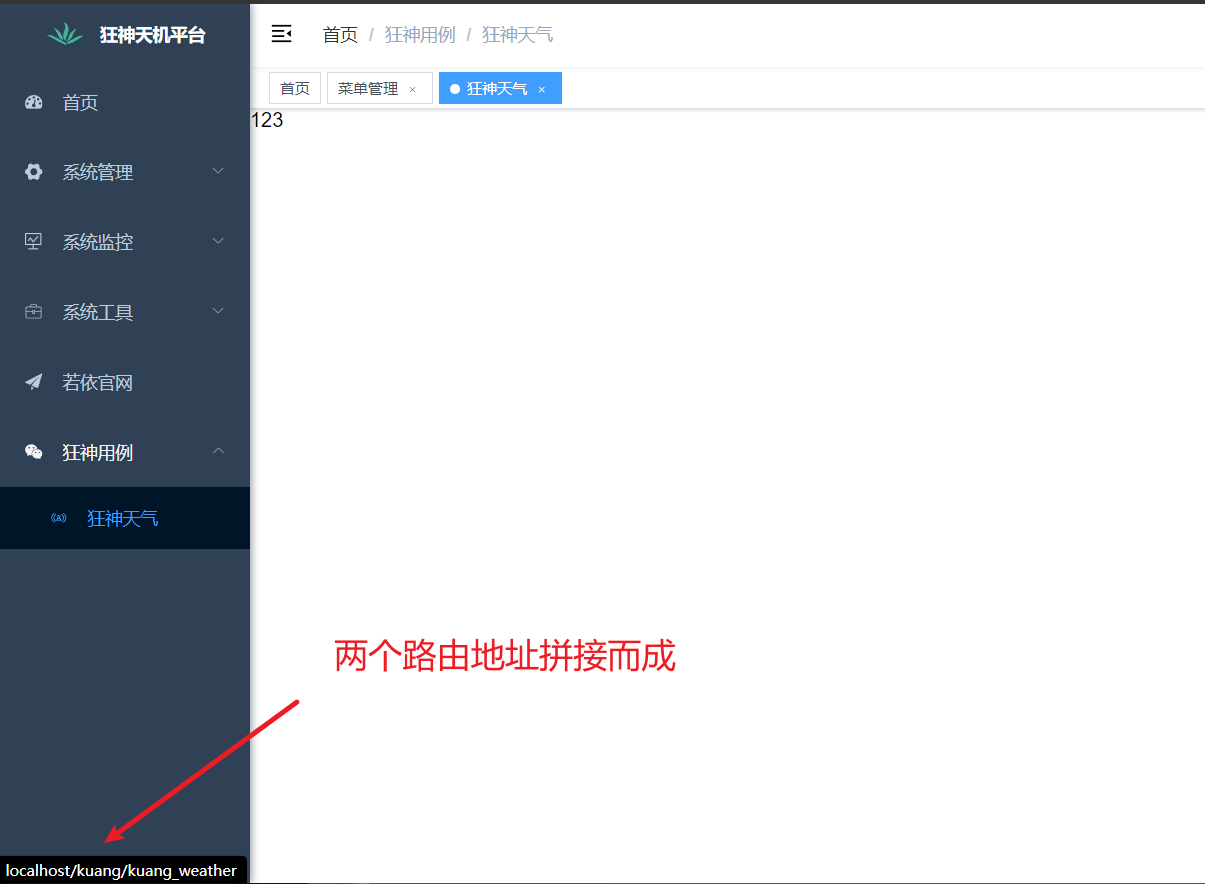 狂神天机平台
首页
系统管理
系统监控
系统工具
若依官网
狂神用例
狂神天气
首页 / 狂神用例 / 狂神天气
首页 菜单管理 × 狂神天气 ×
123
两个路由地址拼接而成
localhost/kuang/kuang_weather